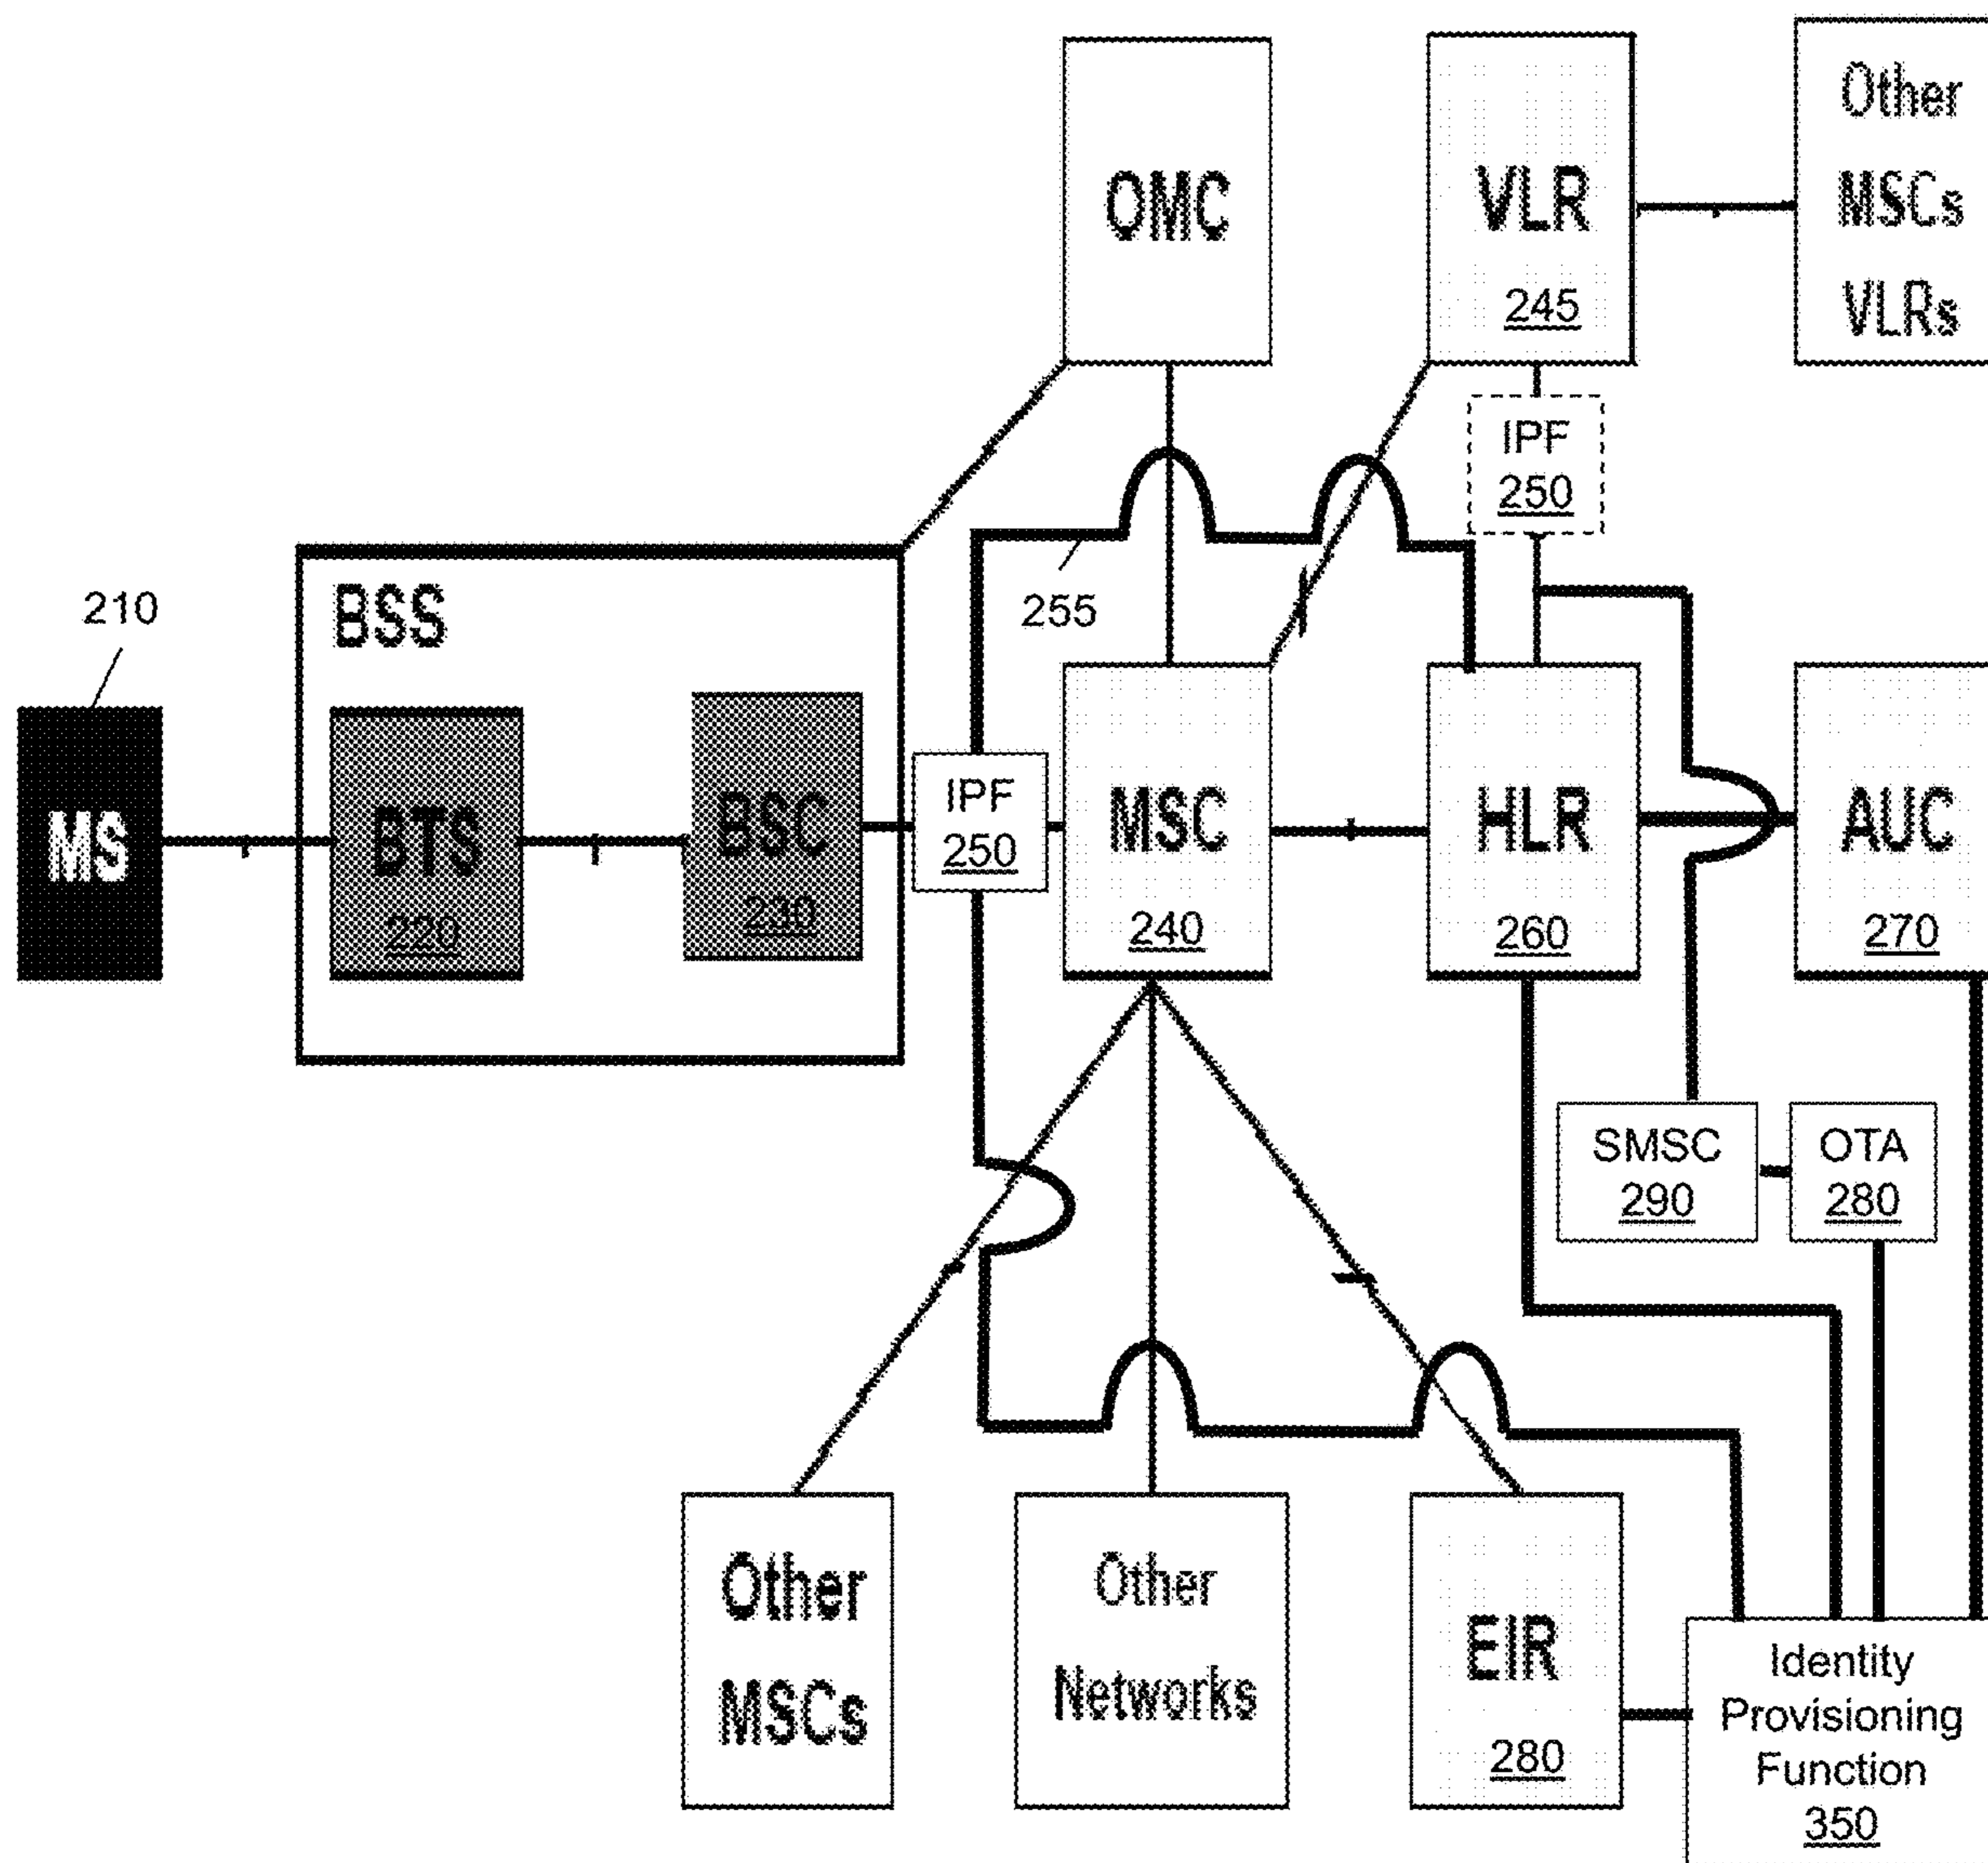 OMC
VLR
245
Other
MSCs
VLRs
IPF
250
255
210
BSS
MS
BTS
220
BSC
230
IPF
250
MSC
240
HLR
260
AUC
270
SMSC
290
OTA
280
Other
MSCs
Other
Networks
EIR
280
Identity
Provisioning
Function
350